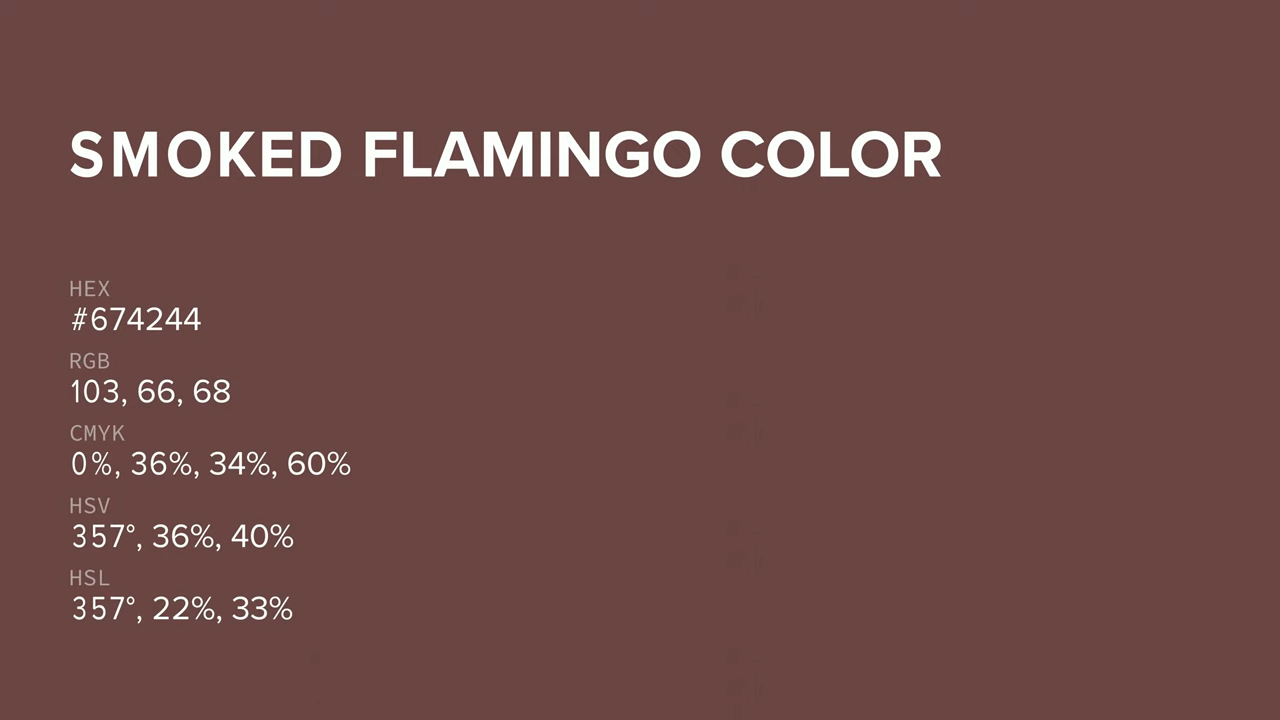 SMOKED FLAMINGO COLOR
HEX
#674244
RGB
103, 66, 68
CMYK
0%, 36%, 34%, 60%
HSV
357°, 36%, 40%
HSL
357°, 22%, 33%